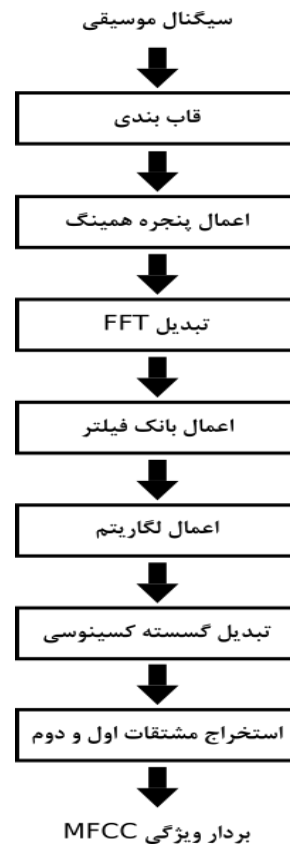 سیگنال موسیقی
قاب بندی
اعمال پنجره همینگ
تبدیل FFT
اعمال بانک فیلتر
اعمال لگاریتم
تبدیل گسسته کسینوسی
استخراج مشتقات اول و دوم
بردار ویژگی MFCC